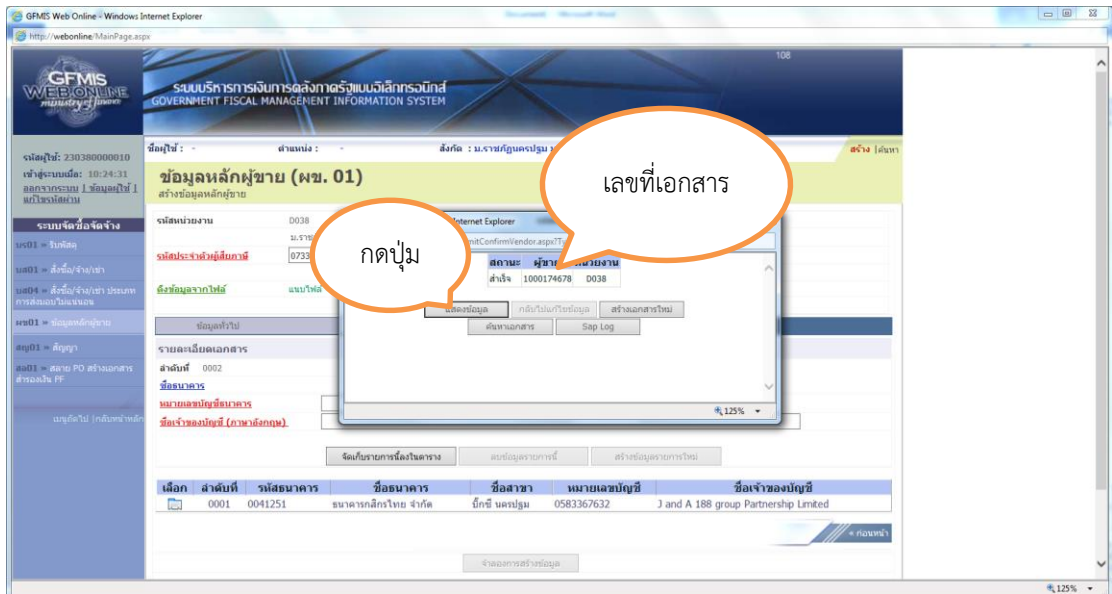 GFMIS Web Online - Windows Internet Explorer
http://webonline/MainPage.aspx
GFMIS
WEB ONLINE
ministry of finance
ระบบบริหารการเงินการคลังภาครัฐแบบอิเล็กทรอนิกส์
GOVERNMENT FISCAL MANAGEMENT INFORMATION SYSTEM
108
รหัสผู้ใช้: 230380000010
เข้าสู่ระบบเมื่อ: 10:24:31
ออกจากระบบ | ข้อมูลผู้ใช้ |
แก้ไขรหัสผ่าน
ชื่อผู้ใช้ : - ตำแหน่ง : - สังกัด : ม.ราชภัฏนครปฐม
สร้าง | ค้นหา
ข้อมูลหลักผู้ขาย (ผข. 01)
สร้างข้อมูลหลักผู้ขาย
เลขที่เอกสาร
กดปุ่ม
ระบบจัดซื้อจัดจ้าง
บร01 » รับพัสดุ
บส01 » สั่งซื้อ/จ้าง/เช่า
บส04 » สั่งซื้อ/จ้าง/เช่า ประเภท
การส่งมอบไม่แน่นอน
ผข01 » ข้อมูลหลักผู้ขาย
สญ01 » สัญญา
สอ01 » สลาย PO สร้างเอกสาร
สำรองเงิน PF
เมนูถัดไป | กลับหน้าหลัก
รหัสหน่วยงาน D038
ม.ราช
รหัสประจำตัวผู้เสียภาษี 0733
ดึงข้อมูลจากไฟล์ แนบไฟล์
nternet Explorer
mitConfirmVendor.aspx?T
สถานะ ผู้ขาย หน่วยงาน
สำเร็จ 1000174678 D038
แสดงข้อมูล กลับไปแก้ไขข้อมูล สร้างเอกสารใหม่
ค้นหาเอกสาร Sap Log
125%
ข้อมูลทั่วไป
รายละเอียดเอกสาร
ลำดับที่ 0002
ชื่อธนาคาร
หมายเลขบัญชีธนาคาร
ชื่อเจ้าของบัญชี (ภาษาอังกฤษ)
จัดเก็บรายการนี้ลงในตาราง ลบข้อมูลรายการนี้ สร้างข้อมูลรายการใหม่
เลือก ลำดับที่ รหัสธนาคาร ชื่อธนาคาร ชื่อสาขา หมายเลขบัญชี ชื่อเจ้าของบัญชี
0001 0041251 ธนาคารกสิกรไทย จำกัด บิ๊กซี นครปฐม 0583367632 J and A 188 group Partnership Limited
« ก่อนหน้า
จำลองการสร้างข้อมูล
125%